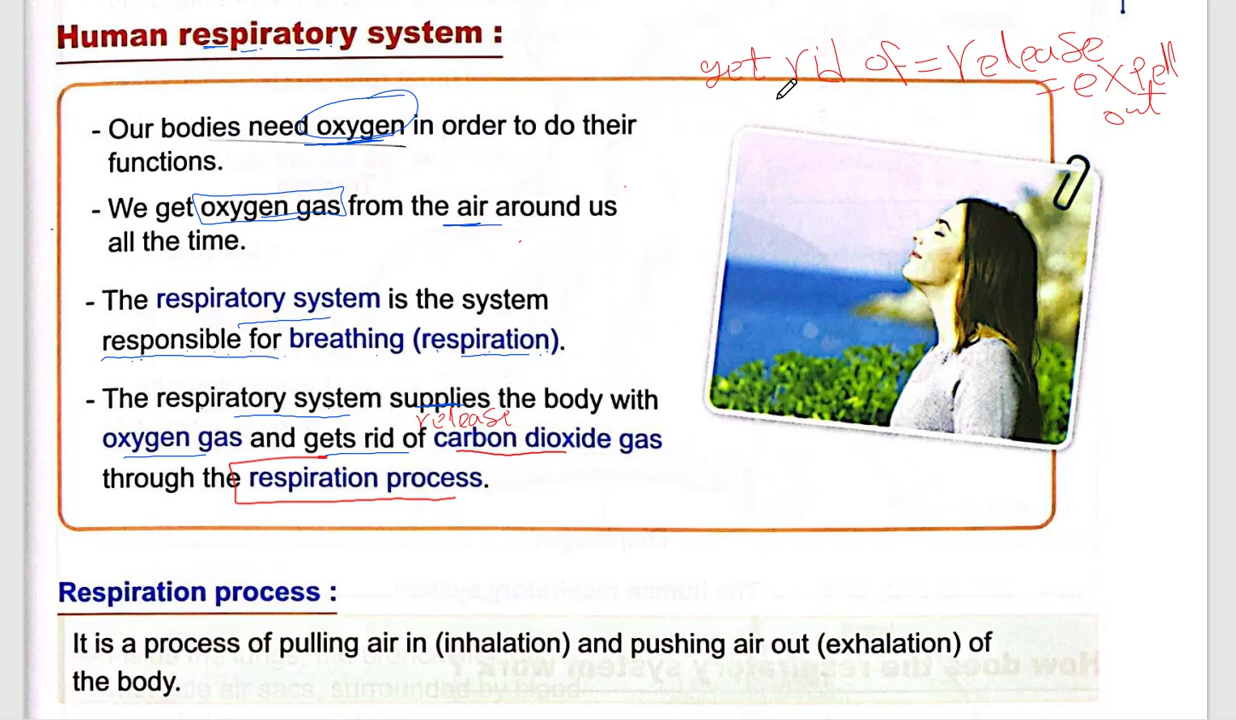 Human respiratory system :
get rid of = release
= expell
out
- Our bodies need oxygen in order to do their
functions.
- We get oxygen gas from the air around us
all the time.
- The respiratory system is the system
responsible for breathing (respiration).
- The respiratory system supplies the body with
release
oxygen gas and gets rid of carbon dioxide gas
through the respiration process.
Respiration process :
It is a process of pulling air in (inhalation) and pushing air out (exhalation) of
the body.